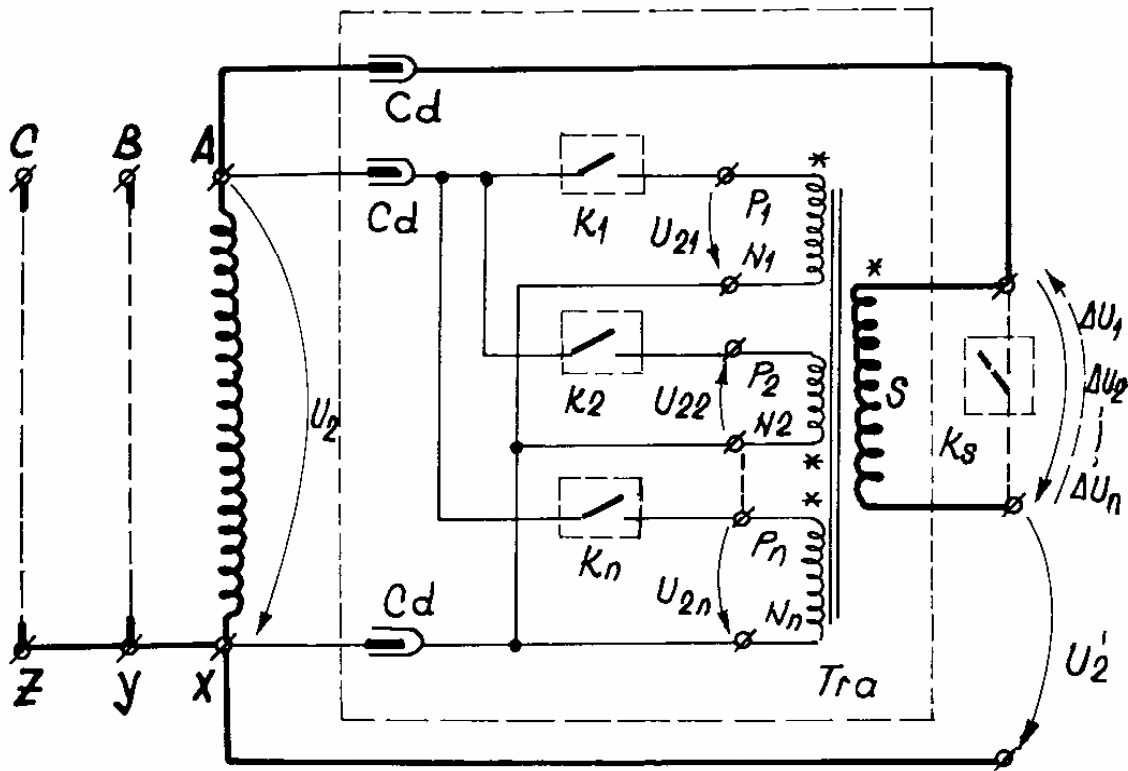 Cd
C B A
Cd
K1
*
P1
U21
N1
*
ΔU1
K2
P2
U22
N2
S
ΔU2
U2
Ks
*
*
ΔUn
Kn
Pn
U2n
Nn
Cd
Z y x
Tra
U2'